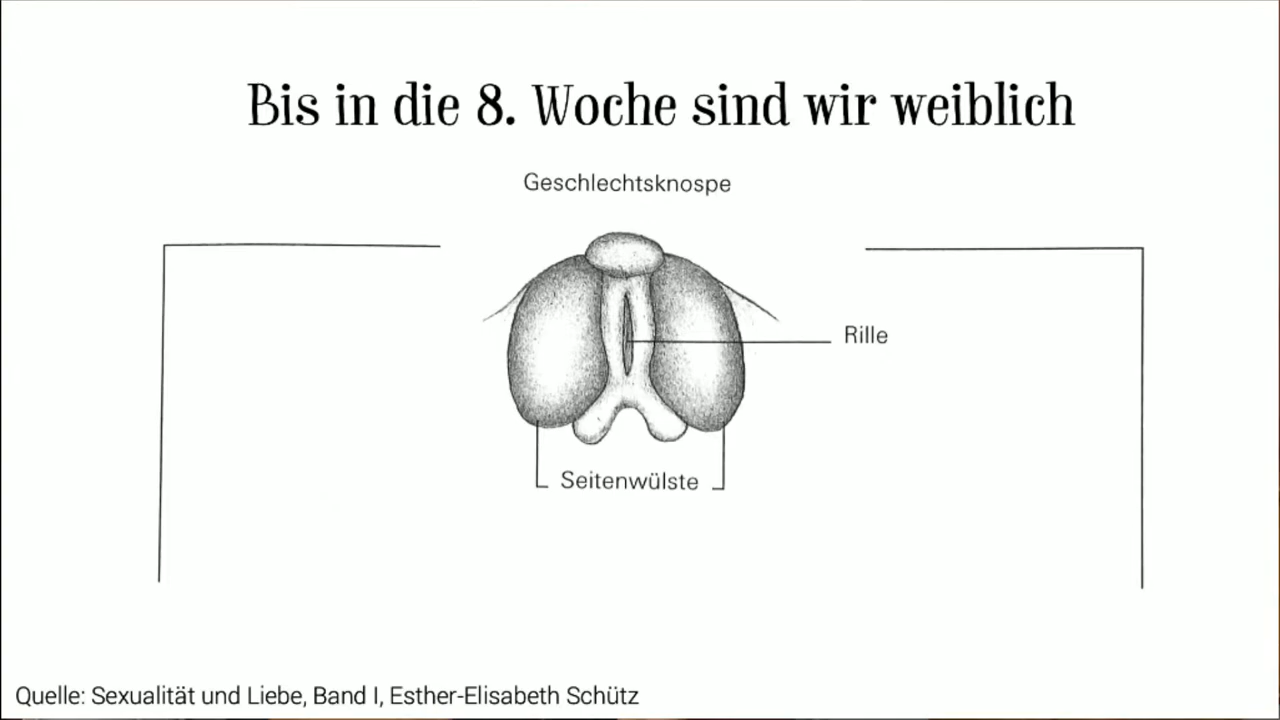 Bis in die 8. Woche sind wir weiblich
Geschlechtsknospe
Rille
Seitenwülste
Quelle: Sexualität und Liebe, Band I, Esther-Elisabeth Schütz